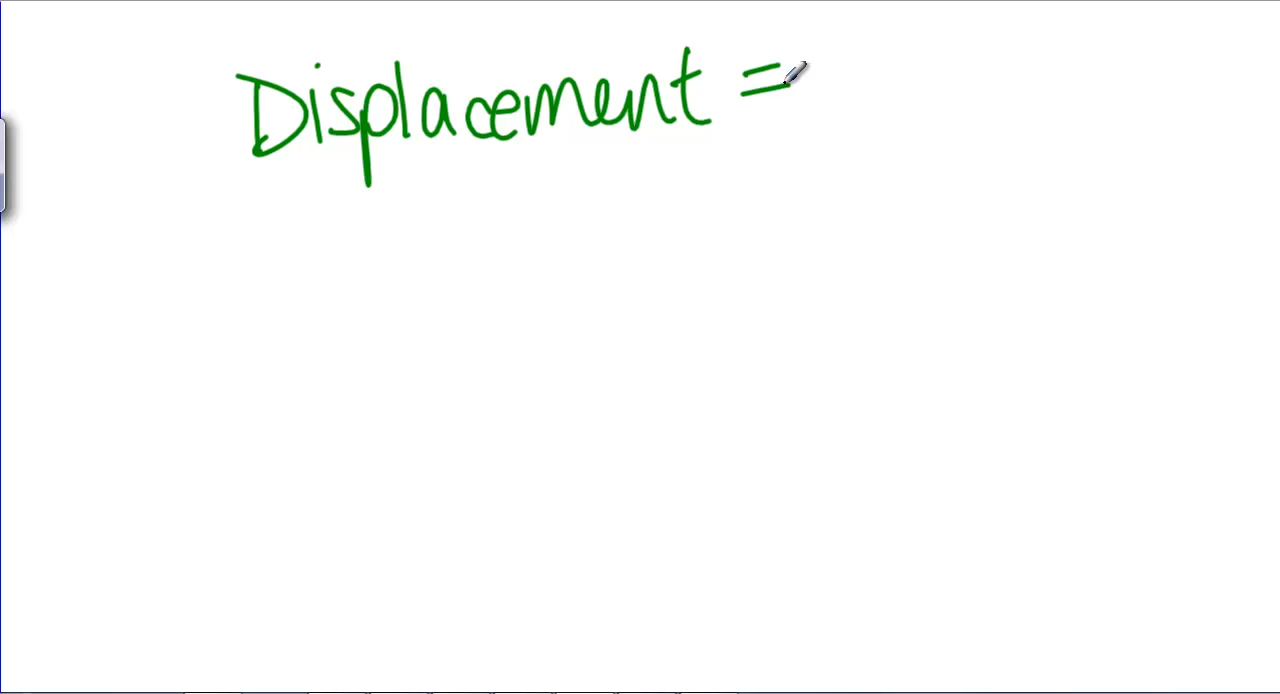 Displacement =